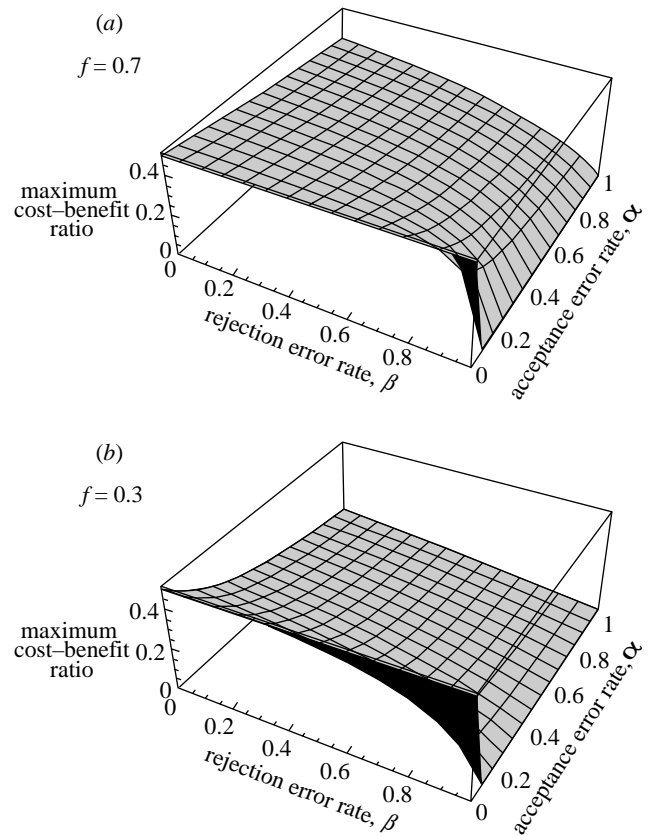 (a)
f = 0.7
0.4
0.2
0
maximum
cost–benefit
ratio
0
0.2
0.4
0.6
0.8
rejection error rate, β
0
0.2
0.4
0.6
0.8
1
acceptance error rate, α
(b)
f = 0.3
0.4
0.2
0
maximum
cost–benefit
ratio
0
0.2
0.4
0.6
0.8
rejection error rate, β
0
0.2
0.4
0.6
0.8
1
acceptance error rate, α